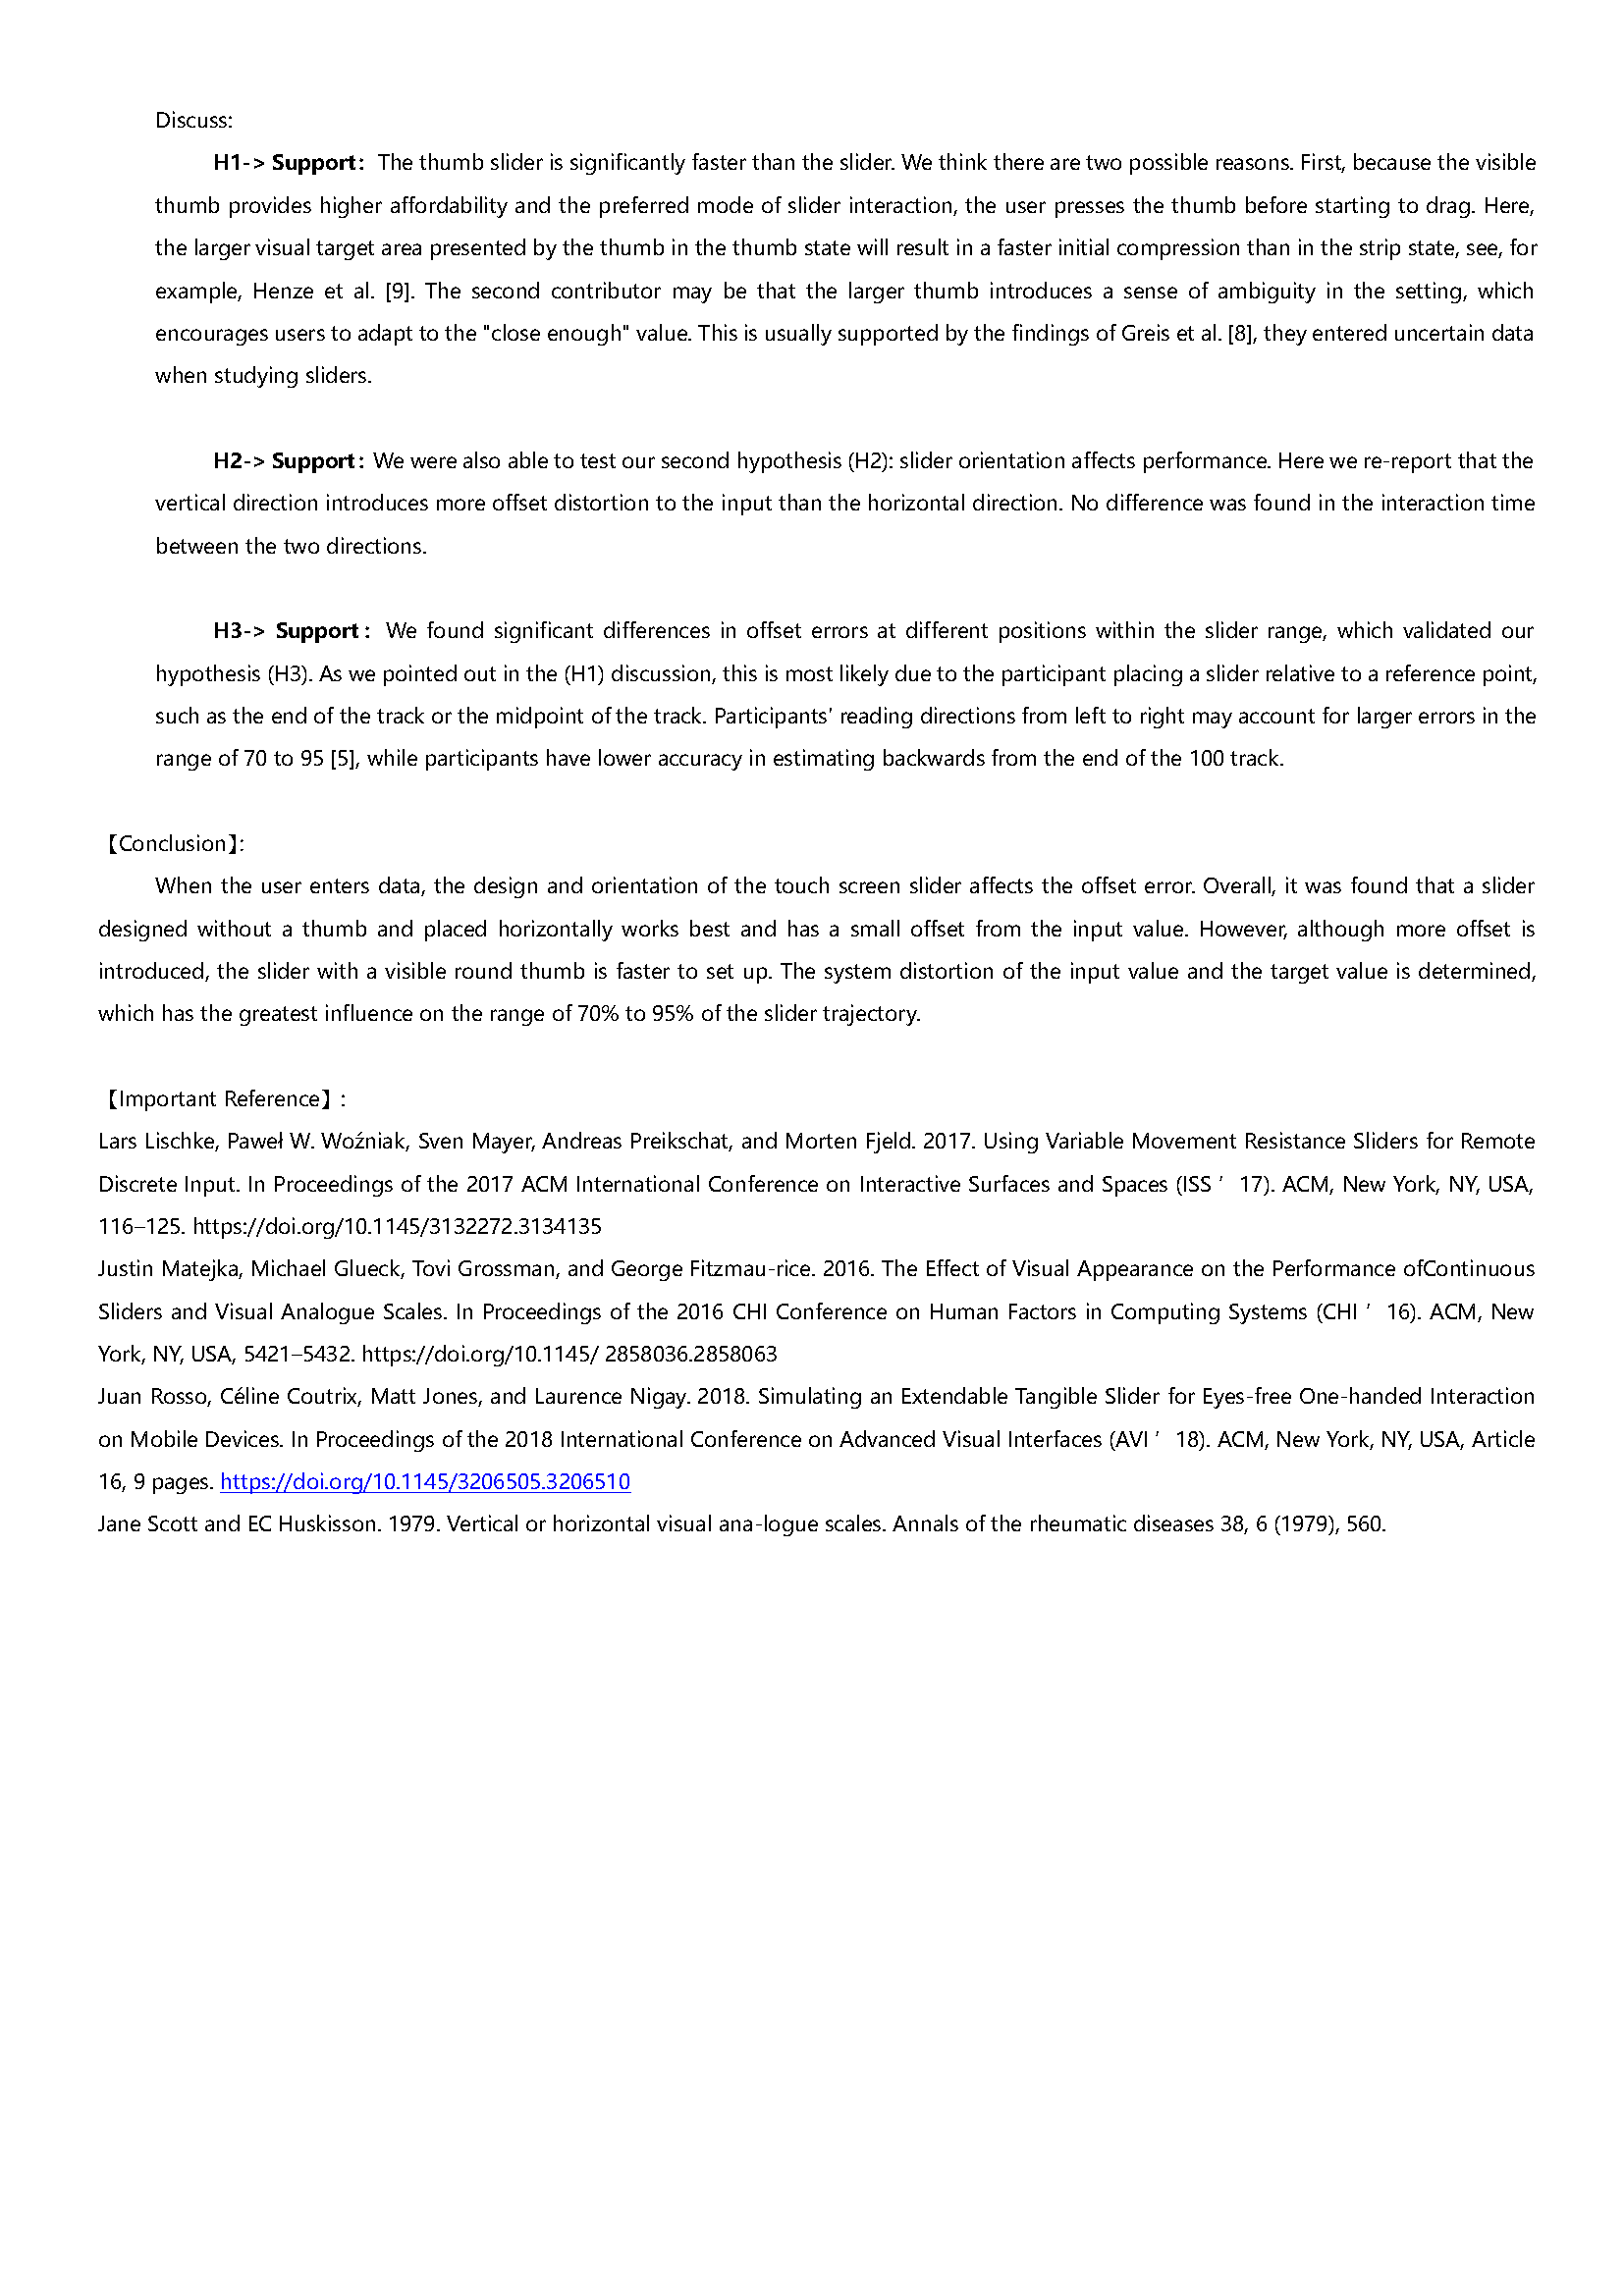 Discuss:
H1-> Support: The thumb slider is significantly faster than the slider. We think there are two possible reasons. First, because the visible
thumb provides higher affordability and the preferred mode of slider interaction, the user presses the thumb before starting to drag. Here,
the larger visual target area presented by the thumb in the thumb state will result in a faster initial compression than in the strip state, see, for
example, Henze et al. [9]. The second contributor may be that the larger thumb introduces a sense of ambiguity in the setting, which
encourages users to adapt to the "close enough" value. This is usually supported by the findings of Greis et al. [8], they entered uncertain data
when studying sliders.
H2-> Support: We were also able to test our second hypothesis (H2): slider orientation affects performance. Here we re-report that the
vertical direction introduces more offset distortion to the input than the horizontal direction. No difference was found in the interaction time
between the two directions.
H3-> Support: We found significant differences in offset errors at different positions within the slider range, which validated our
hypothesis (H3). As we pointed out in the (H1) discussion, this is most likely due to the participant placing a slider relative to a reference point,
such as the end of the track or the midpoint of the track. Participants' reading directions from left to right may account for larger errors in the
range of 70 to 95 [5], while participants have lower accuracy in estimating backwards from the end of the 100 track.
【Conclusion】:
When the user enters data, the design and orientation of the touch screen slider affects the offset error. Overall, it was found that a slider
designed without a thumb and placed horizontally works best and has a small offset from the input value. However, although more offset is
introduced, the slider with a visible round thumb is faster to set up. The system distortion of the input value and the target value is determined,
which has the greatest influence on the range of 70% to 95% of the slider trajectory.
【Important Reference】:
Lars Lischke, Paweł W. Woźniak, Sven Mayer, Andreas Preikschat, and Morten Fjeld. 2017. Using Variable Movement Resistance Sliders for Remote
Discrete Input. In Proceedings of the 2017 ACM International Conference on Interactive Surfaces and Spaces (ISS ’ 17). ACM, New York, NY, USA,
116–125. https://doi.org/10.1145/3132272.3134135
Justin Matejka, Michael Glueck, Tovi Grossman, and George Fitzmau-rice. 2016. The Effect of Visual Appearance on the Performance ofContinuous
Sliders and Visual Analogue Scales. In Proceedings of the 2016 CHI Conference on Human Factors in Computing Systems (CHI ’ 16). ACM, New
York, NY, USA, 5421–5432. https://doi.org/10.1145/ 2858036.2858063
Juan Rosso, Céline Coutrix, Matt Jones, and Laurence Nigay. 2018. Simulating an Extendable Tangible Slider for Eyes-free One-handed Interaction
on Mobile Devices. In Proceedings of the 2018 International Conference on Advanced Visual Interfaces (AVI ’ 18). ACM, New York, NY, USA, Article
16, 9 pages. https://doi.org/10.1145/3206505.3206510
Jane Scott and EC Huskisson. 1979. Vertical or horizontal visual ana-logue scales. Annals of the rheumatic diseases 38, 6 (1979), 560.